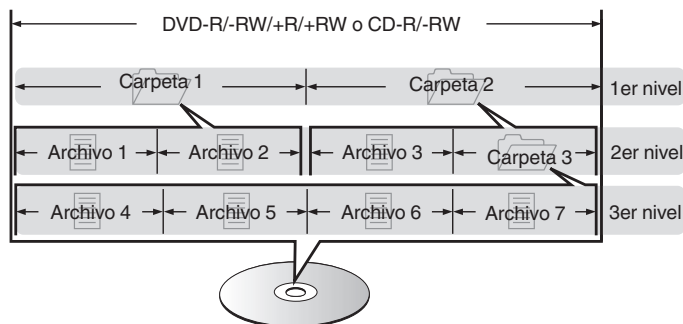 DVD-R/-RW/+R/+RW o CD-R/-RW
Carpeta 1 Carpeta 2 1er nivel
Archivo 1 Archivo 2 Archivo 3 Carpeta 3 2er nivel
Archivo 4 Archivo 5 Archivo 6 Archivo 7 3er nivel